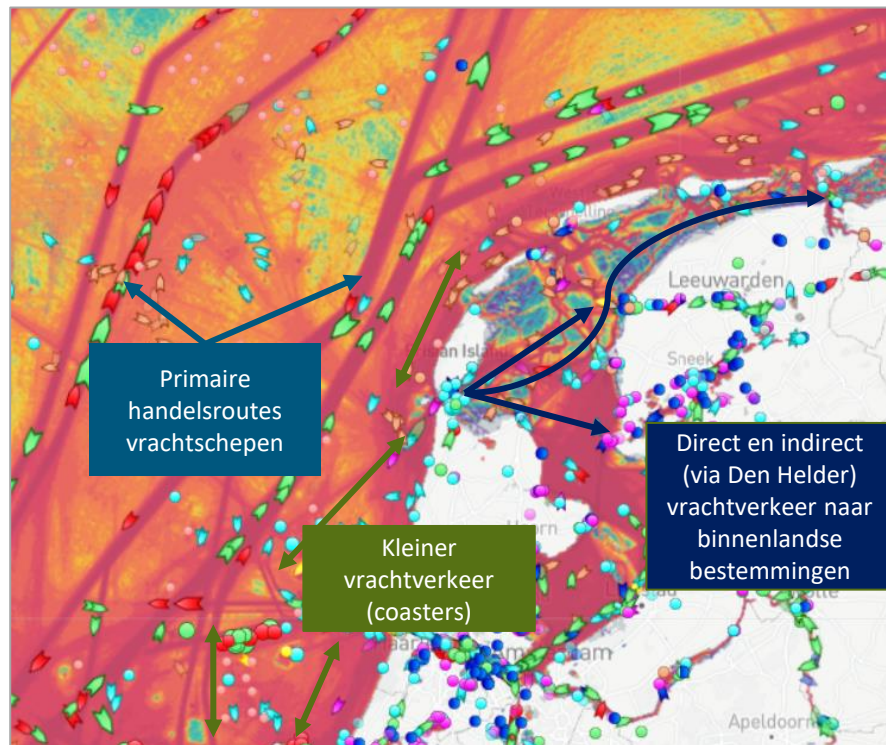 Leeuwarden
Sneek
Primaire
handelsroutes
vrachtschepen
Direct en indirect
(via Den Helder)
vrachtverkeer naar
binnenlandse
bestemmingen
Kleiner
vrachtverkeer
(coasters)
Apeldoorn